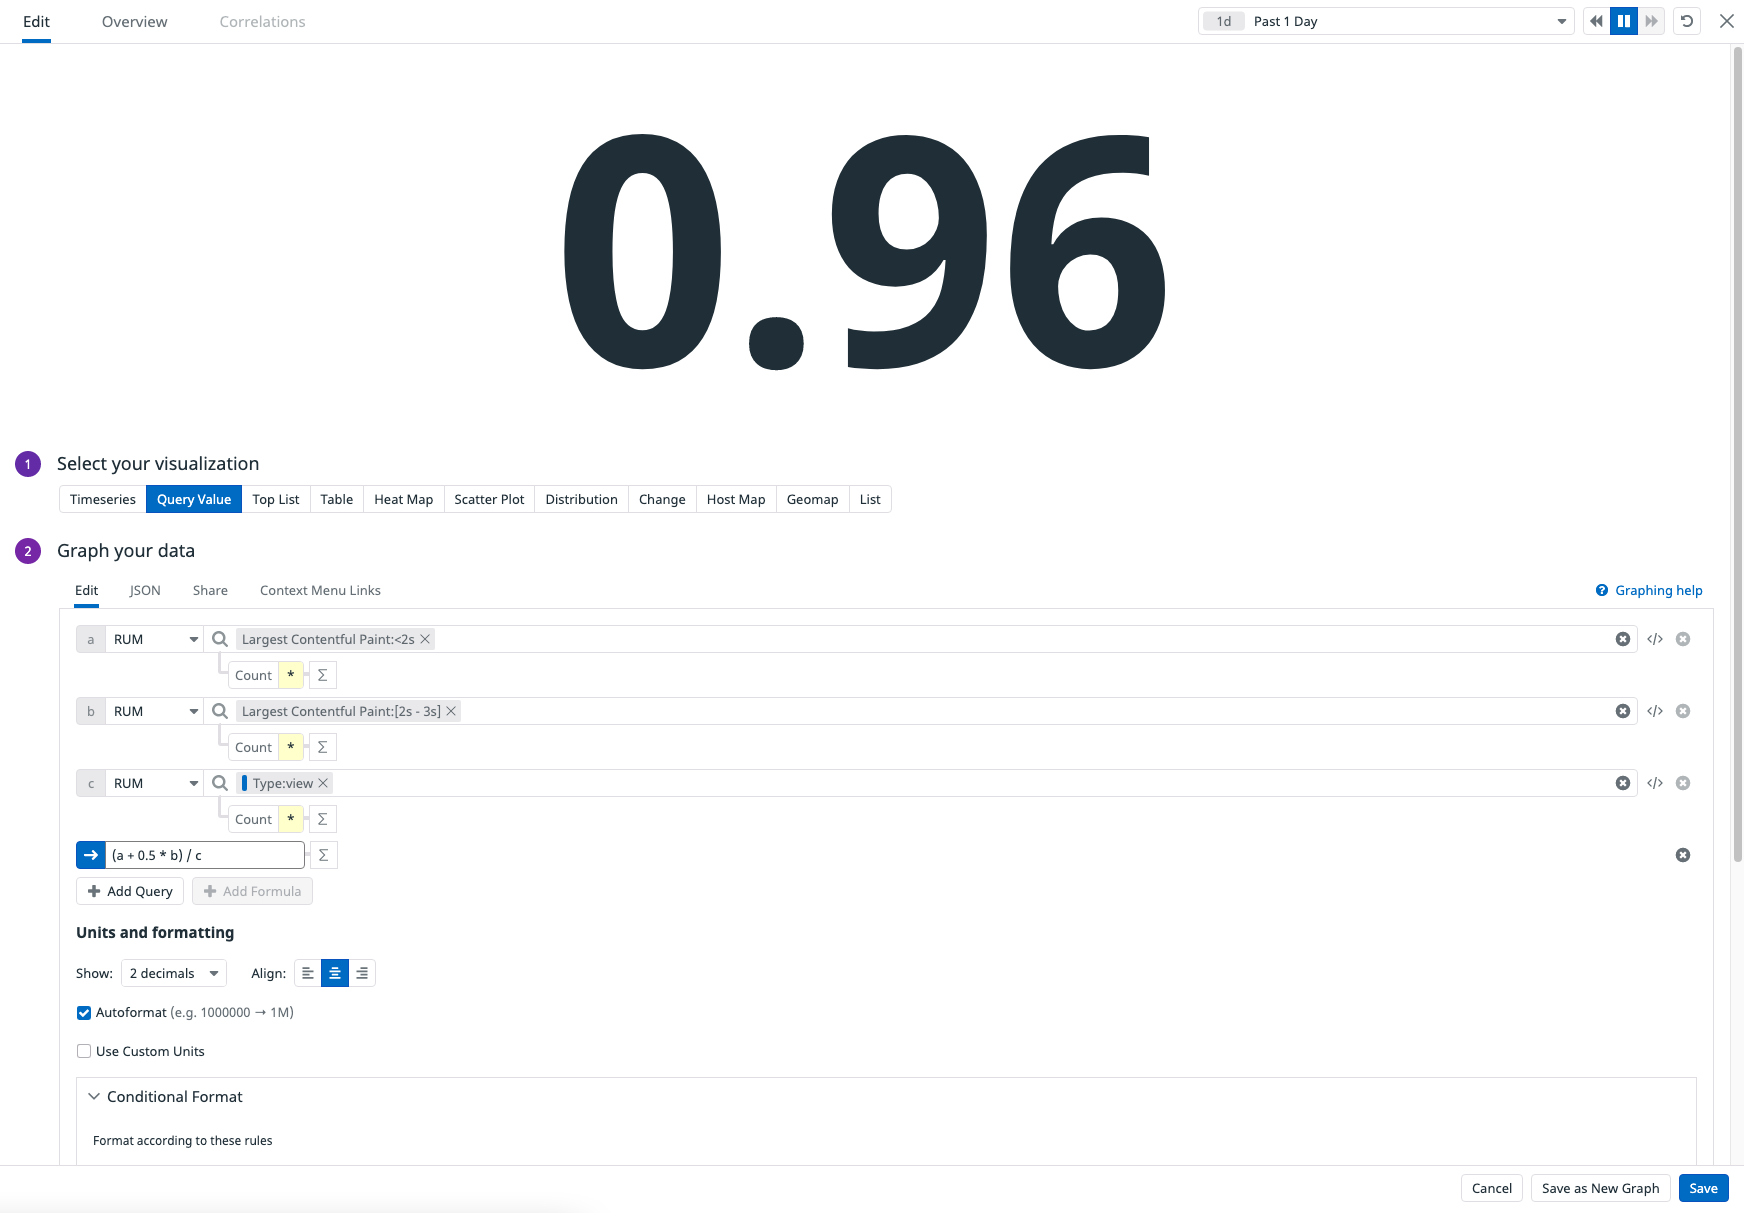 Edit Overview Correlations 1d Past 1 Day
0.96
1 Select your visualization
Timeseries Query Value Top List Table Heat Map Scatter Plot Distribution Change Host Map Geomap List
2 Graph your data
Edit JSON Share Context Menu Links ? Graphing help
a RUM Largest Contentful Paint:<2s × </>
Count * Σ
b RUM Largest Contentful Paint:[2s - 3s] × </>
Count * Σ
c RUM Type:view × </>
Count * Σ
→ (a + 0.5 * b) / c Σ
+ Add Query + Add Formula
Units and formatting
Show: 2 decimals Align:
Autoformat (e.g. 1000000 → 1M)
Use Custom Units
Conditional Format
Format according to these rules
Cancel Save as New Graph Save